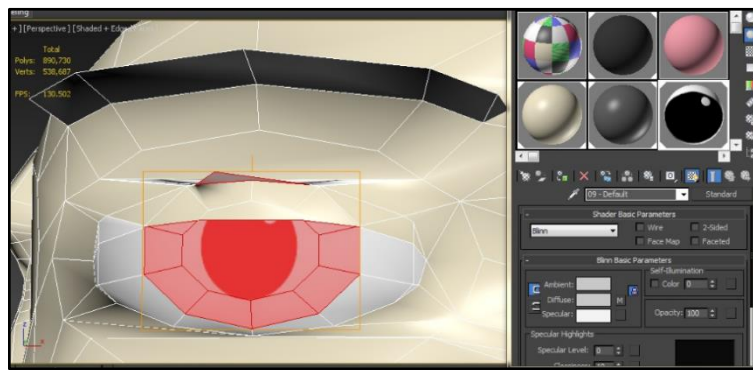 + ] [Perspective ] [Shaded + Ed
Total
Polys: 890,730
Verts: 538,687
FPS: 130.502
09 - Default
Standard
Shader Basic Parameters
Blinn
Wire
2-Sided
Face Map
Faceted
Blinn Basic Parameters
Self-Illumination
Ambient:
Color 0
Diffuse:
M
Specular:
Opacity: 100
Specular Highlights
Specular Level: 0
z
x